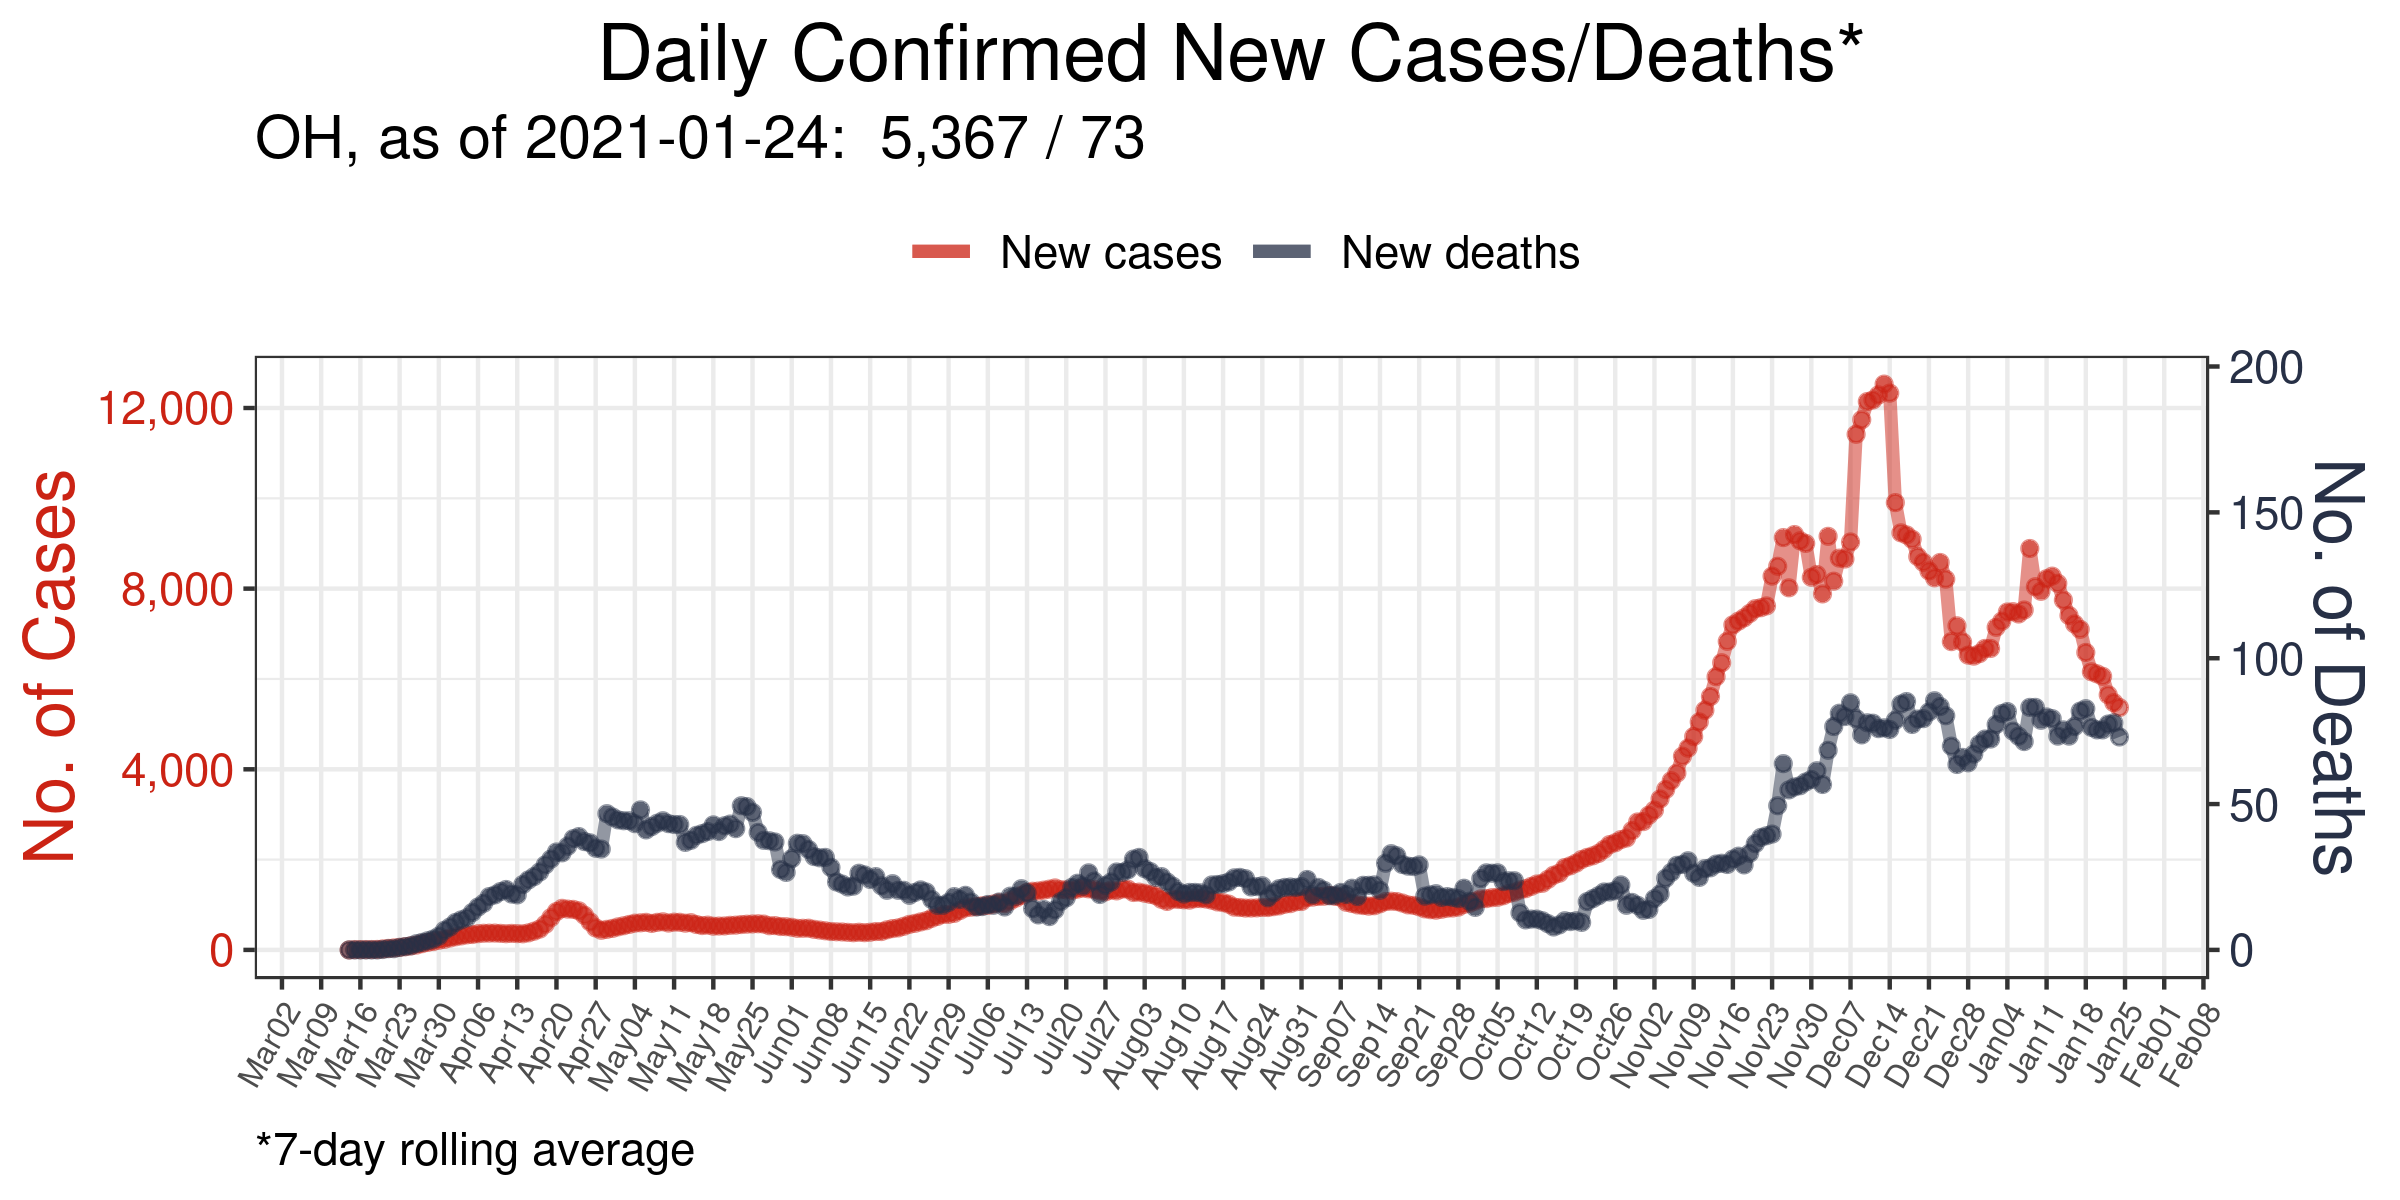 Daily Confirmed New Cases/Deaths*
OH, as of 2021-01-24:  5,367 / 73
New cases New deaths
No. of Cases
12,000
8,000
4,000
0
200
150
100
50
0
No. of Deaths
Mar02 Mar09 Mar16 Mar23 Mar30 Apr06 Apr13 Apr20 Apr27 May04 May11 May18 May25 Jun01 Jun08 Jun15 Jun22 Jun29 Jul06 Jul13 Jul20 Jul27 Aug03 Aug10 Aug17 Aug24 Aug31 Sep07 Sep14 Sep21 Sep28 Oct05 Oct12 Oct19 Oct26 Nov02 Nov09 Nov16 Nov23 Nov30 Dec07 Dec14 Dec21 Dec28 Jan04 Jan11 Jan18 Jan25 Feb01 Feb08
*7-day rolling average